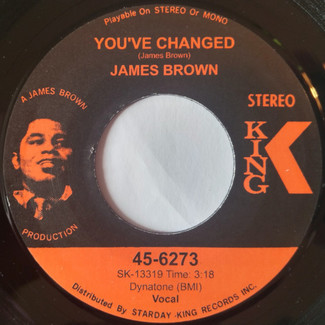 Playable On STEREO Or MONO
YOU'VE CHANGED
(James Brown)
JAMES BROWN
A JAMES BROWN
PRODUCTION
STEREO
KING
45-6273
SK-13319 Time: 3:18
Dynatone (BMI)
Vocal
Distributed By STARDAY-KING RECORDS INC.